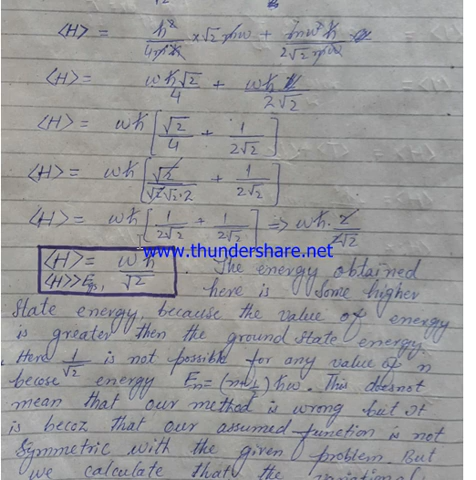 <H> = ħ²/4mħ × √2 mω + mω²ħ/2√2 mω
<H> = ωħ√2/4 + ωħ/2√2
<H> = ωħ [√2/4 + 1/2√2]
<H> = ωħ [√2/√2√2·2 + 1/2√2]
<H> = ωħ [1/2√2 + 1/2√2] => ωħ · 2/2√2
www.thundershare.net
<H> = ωħ/√2 . The energy obtained
<H> > Egs, here is Some higher
State energy, because the value of energy
is greater then the ground state energy.
Here 1/√2 is not possible for any value of n
becose energy En = (n+1/2) ħω. This doesnot
mean that our method is wrong but It
is becoz that our assumed function is not
Symmetric with the given problem. But
we calculate that the variational